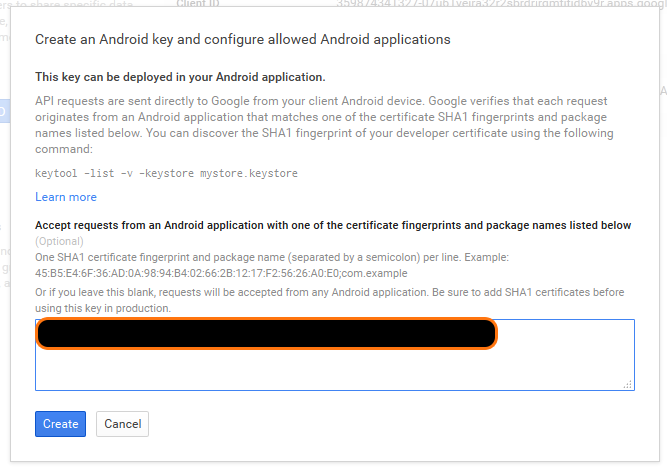 ers to share specific data
Client ID
Create an Android key and configure allowed Android applications
This key can be deployed in your Android application.
API requests are sent directly to Google from your client Android device. Google verifies that each request
originates from an Android application that matches one of the certificate SHA1 fingerprints and package
names listed below. You can discover the SHA1 fingerprint of your developer certificate using the following
command:
keytool -list -v -keystore mystore.keystore
Learn more
Accept requests from an Android application with one of the certificate fingerprints and package names listed below
(Optional)
One SHA1 certificate fingerprint and package name (separated by a semicolon) per line. Example:
45:B5:E4:6F:36:AD:0A:98:94:B4:02:66:2B:12:17:F2:56:26:A0:E0;com.example
Or if you leave this blank, requests will be accepted from any Android application. Be sure to add SHA1 certificates before
using this key in production.
Create
Cancel